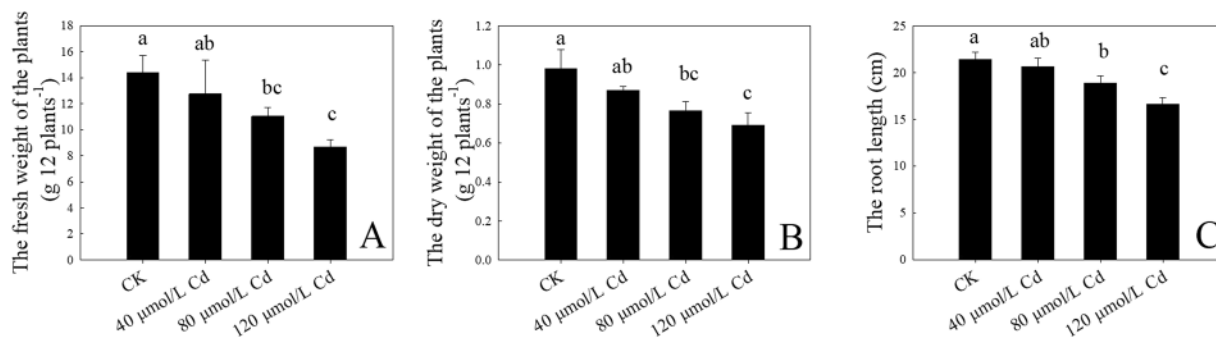 The fresh weight of the plants
(g 12 plants⁻¹)
18
16
14
12
10
8
6
4
2
0
a
ab
bc
c
A
CK
40 μmol/L Cd
80 μmol/L Cd
120 μmol/L Cd
The dry weight of the plants
(g 12 plants⁻¹)
1.2
1.0
0.8
0.6
0.4
0.2
0.0
a
ab
bc
c
B
CK
40 μmol/L Cd
80 μmol/L Cd
120 μmol/L Cd
The root length (cm)
25
20
15
10
5
0
a
ab
b
c
C
CK
40 μmol/L Cd
80 μmol/L Cd
120 μmol/L Cd